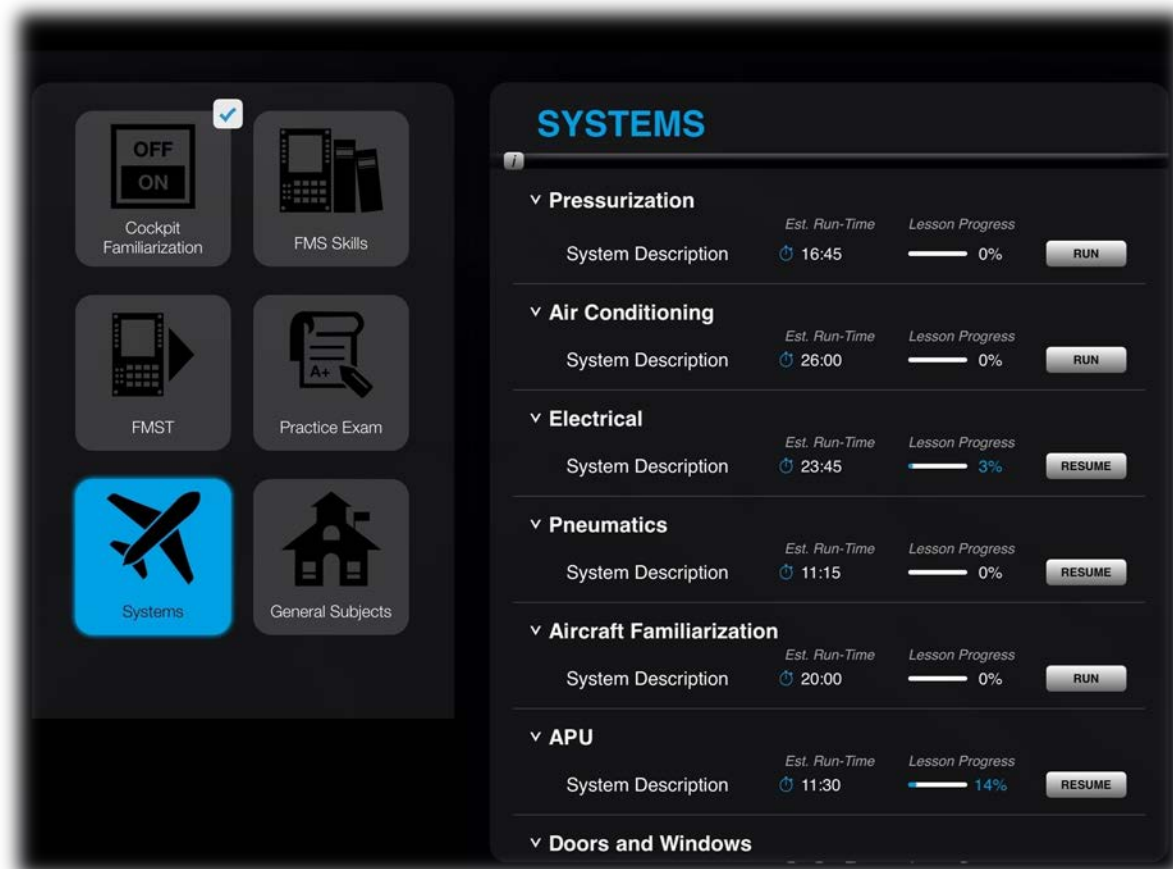 OFF
ON
Cockpit
Familiarization
FMS Skills
FMST
A+
Practice Exam
Systems
General Subjects
SYSTEMS
i
Pressurization
Est. Run-Time Lesson Progress
System Description 16:45 0% RUN
Air Conditioning
Est. Run-Time Lesson Progress
System Description 26:00 0% RUN
Electrical
Est. Run-Time Lesson Progress
System Description 23:45 3% RESUME
Pneumatics
Est. Run-Time Lesson Progress
System Description 11:15 0% RESUME
Aircraft Familiarization
Est. Run-Time Lesson Progress
System Description 20:00 0% RUN
APU
Est. Run-Time Lesson Progress
System Description 11:30 14% RESUME
Doors and Windows